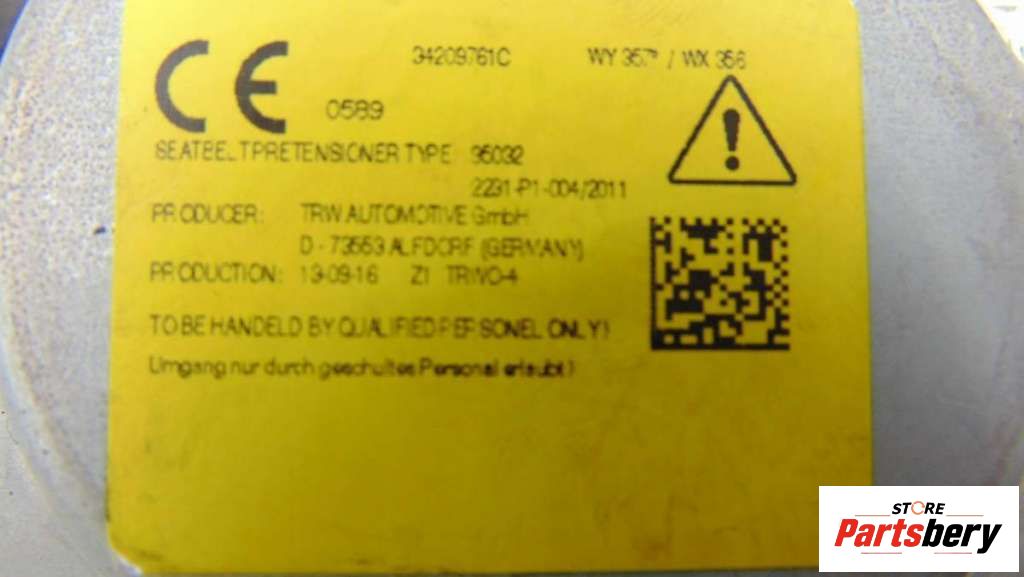 CE 0589
34209761C WY 357* / WX 356
SEATBELTPRETENSIONER TYPE 95032
2231-P1-004/2011
PRODUCER: TRW AUTOMOTIVE GmbH
D - 73553 ALFDORF (GERMANY)
PRODUCTION: 13-09-16 Z1 TRWO-4
TO BE HANDELD BY QUALIFIED PERSONEL ONLY!
Umgang nur durch geschultes Personal erlaubt!
STORE
Partsbery